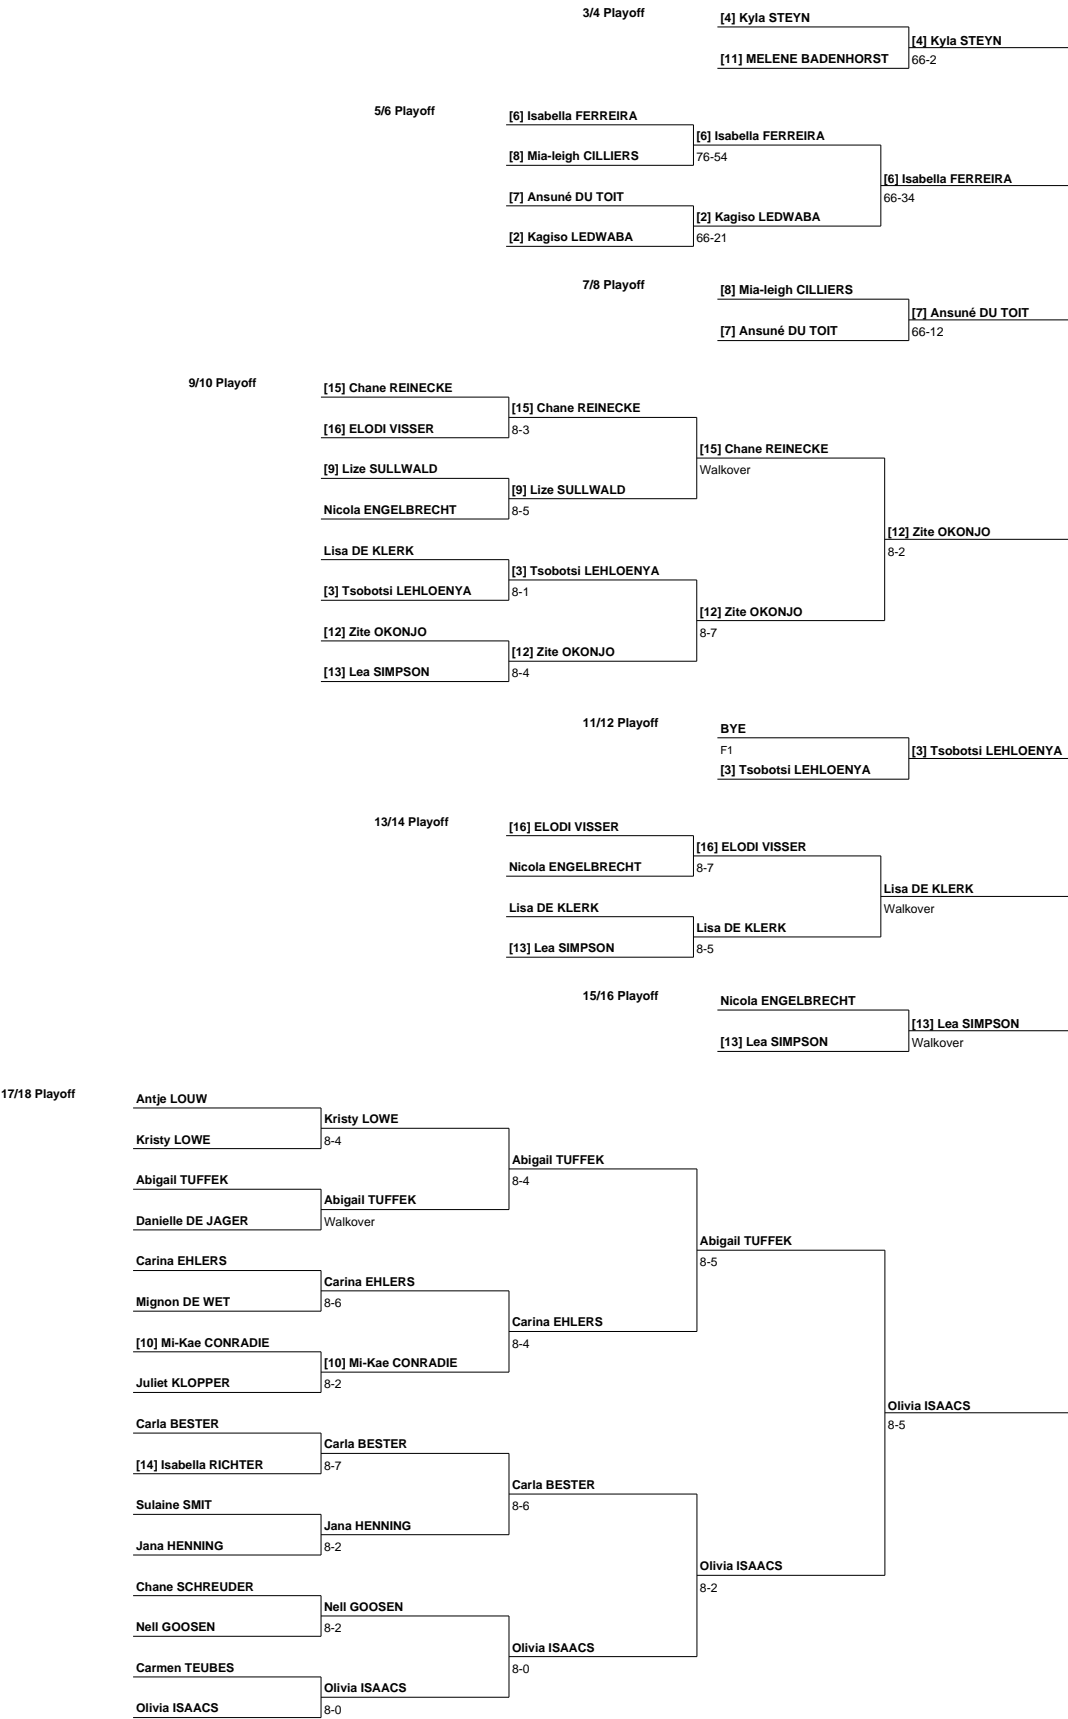 3/4 Playoff
[4] Kyla STEYN
[4] Kyla STEYN
[11] MELENE BADENHORST
66-2
5/6 Playoff
[6] Isabella FERREIRA
[6] Isabella FERREIRA
[8] Mia-leigh CILLIERS
76-54
[6] Isabella FERREIRA
[7] Ansuné DU TOIT
66-34
[2] Kagiso LEDWABA
[2] Kagiso LEDWABA
66-21
7/8 Playoff
[8] Mia-leigh CILLIERS
[7] Ansuné DU TOIT
[7] Ansuné DU TOIT
66-12
9/10 Playoff
[15] Chane REINECKE
[15] Chane REINECKE
[16] ELODI VISSER
8-3
[15] Chane REINECKE
[9] Lize SULLWALD
Walkover
[9] Lize SULLWALD
Nicola ENGELBRECHT
8-5
[12] Zite OKONJO
Lisa DE KLERK
8-2
[3] Tsobotsi LEHLOENYA
[3] Tsobotsi LEHLOENYA
8-1
[12] Zite OKONJO
[12] Zite OKONJO
8-7
[12] Zite OKONJO
[13] Lea SIMPSON
8-4
11/12 Playoff
BYE
F1
[3] Tsobotsi LEHLOENYA
[3] Tsobotsi LEHLOENYA
13/14 Playoff
[16] ELODI VISSER
[16] ELODI VISSER
Nicola ENGELBRECHT
8-7
Lisa DE KLERK
Lisa DE KLERK
Walkover
Lisa DE KLERK
[13] Lea SIMPSON
8-5
15/16 Playoff
Nicola ENGELBRECHT
[13] Lea SIMPSON
[13] Lea SIMPSON
Walkover
17/18 Playoff
Antje LOUW
Kristy LOWE
Kristy LOWE
8-4
Abigail TUFFEK
Abigail TUFFEK
8-4
Abigail TUFFEK
Danielle DE JAGER
Walkover
Abigail TUFFEK
Carina EHLERS
8-5
Carina EHLERS
Mignon DE WET
8-6
Carina EHLERS
[10] Mi-Kae CONRADIE
8-4
[10] Mi-Kae CONRADIE
Juliet KLOPPER
8-2
Olivia ISAACS
Carla BESTER
8-5
Carla BESTER
[14] Isabella RICHTER
8-7
Carla BESTER
Sulaine SMIT
8-6
Jana HENNING
Jana HENNING
8-2
Olivia ISAACS
Chane SCHREUDER
8-2
Nell GOOSEN
Nell GOOSEN
8-2
Olivia ISAACS
Carmen TEUBES
8-0
Olivia ISAACS
Olivia ISAACS
8-0